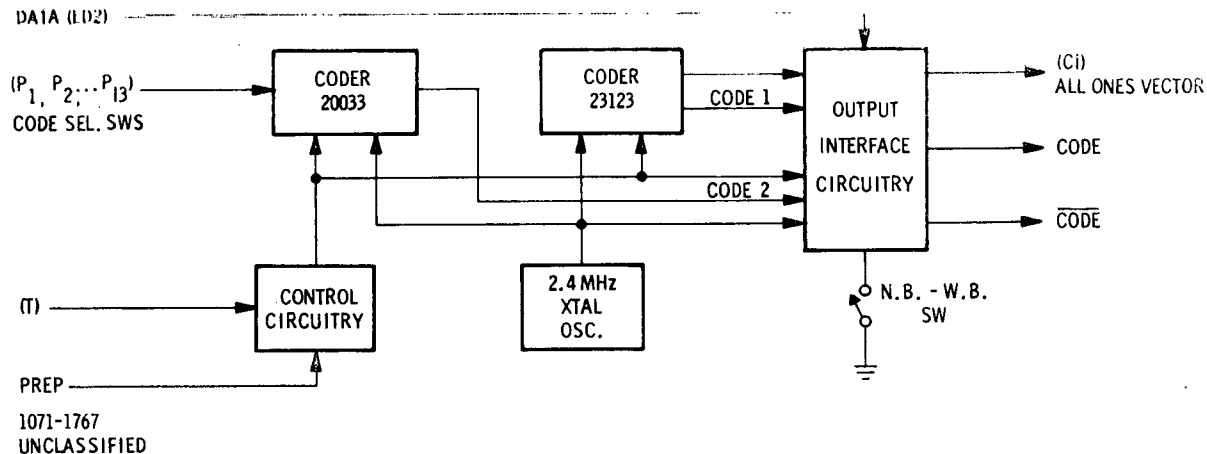 DATA (LD2)
(P1, P2, ... P13)
CODE SEL. SWS
CODER
20033
CODER
23123
CODE 1
CODE 2
OUTPUT
INTERFACE
CIRCUITRY
(Ci)
ALL ONES VECTOR
CODE
CODE
(T)
CONTROL
CIRCUITRY
2.4 MHz
XTAL
OSC.
N.B. - W.B.
SW
PREP
1071-1767
UNCLASSIFIED